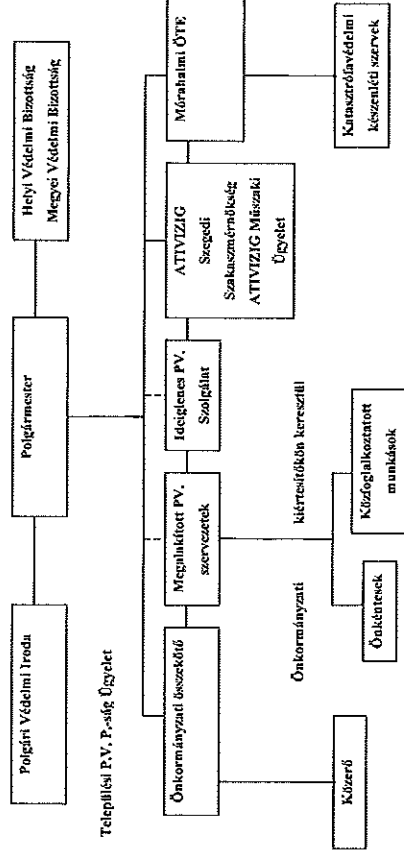 Polgári Védelmi Iroda
Polgármester
Helyi Védelmi Bizottság
Megyei Védelmi Bizottság
Települési P.V. P.-ság Ügyelet
Önkormányzati összekötő
Megalakított PV.
szervezetek
Ideiglenes PV.
Szolgálat
ATIVIZIG
Szegedi
Szakaszmérnökség
ATIVIZIG Műszaki
Ügyelet
Mórahalmi ÖTE
Önkormányzati
kiértesítőkön keresztül
Közerő
Önkéntesek
Közfoglalkoztatott
munkások
Katasztrófavédelmi
készenléti szervek